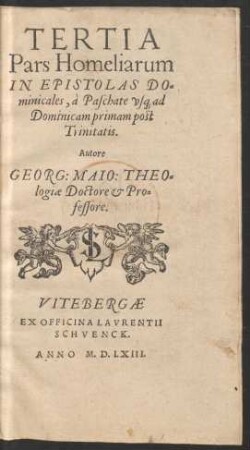 TERTIA
Pars Homeliarum
IN EPISTOLAS DO-
minicales, à Paschate usq; ad
Dominicam primam post
Trinitatis.
Autore
GEORG: MAIO: THEO-
logiæ Doctore & Pro-
fessore.
VITEBERGÆ
EX OFFICINA LAVRENTII
SCHVENCK.
ANNO M. D. LXIII.